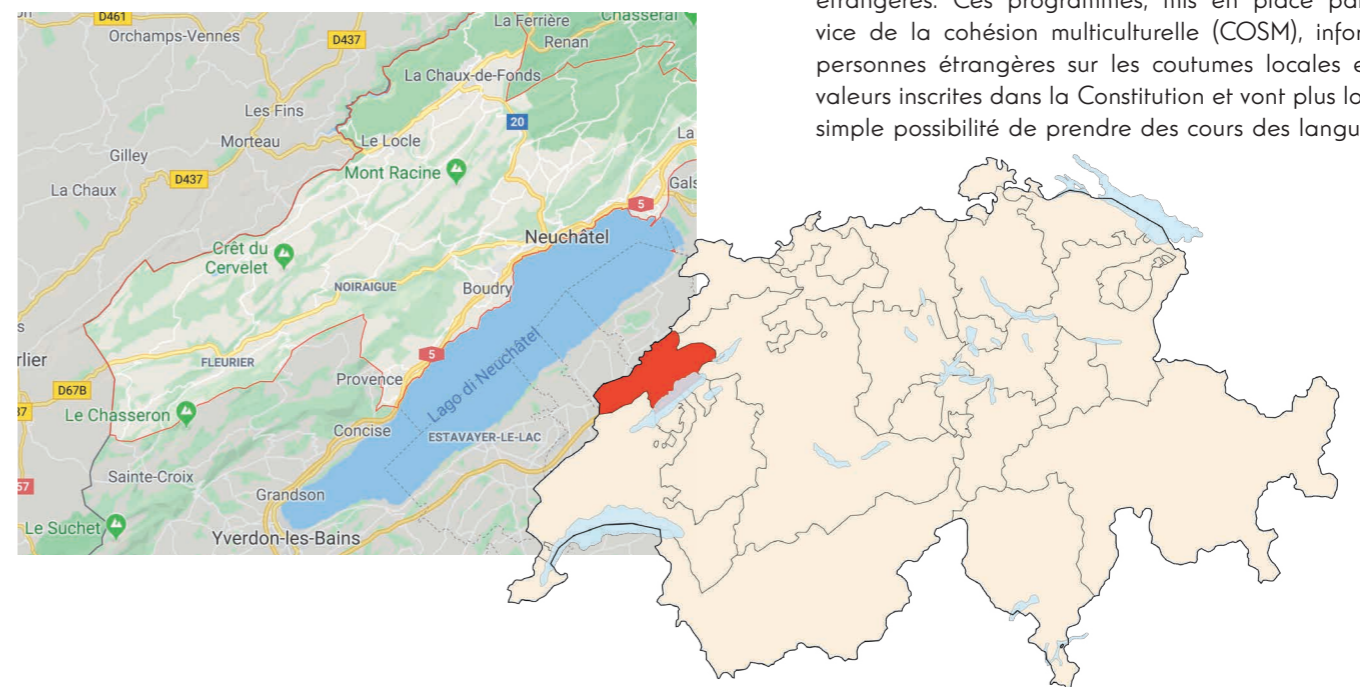 étrangères. Ces programmes, mis en place par
vice de la cohésion multiculturelle (COSM), infor
personnes étrangères sur les coutumes locales e
valeurs inscrites dans la Constitution et vont plus lo
simple possibilité de prendre des cours des langu
D461
Orchamps-Vennes
D437
La Ferrière
Chasseral
Renan
La Chaux-de-Fonds
Les Fins
20
Morteau
Le Locle
La
Gilley
Mont Racine
D437
La Chaux
Gals
5
Neuchâtel
Crêt du
Cervelet
NOIRAIGUE
Boudry
s
rlier
5
FLEURIER
Lago di Neuchâtel
Provence
D67B
37
Le Chasseron
Concise
ESTAVAYER-LE-LAC
Sainte-Croix
57
Grandson
Le Suchet
Yverdon-les-Bains